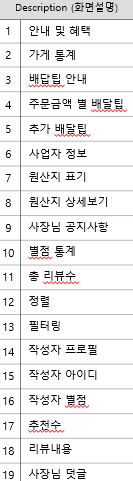 Description (화면설명)
1 안내 및 혜택
2 가게 통계
3 배답팁 안내
4 주문금액 별 배달팁
5 추가 배달팁
6 사업자 정보
7 원산지 표기
8 원산지 상세보기
9 사장님 공지사항
10 별점 통계
11 총 리뷰수
12 정렬
13 필터링
14 작성자 프로필
15 작성자 아이디
16 작성자 별점
17 추천수
18 리뷰내용
19 사장님 덧글